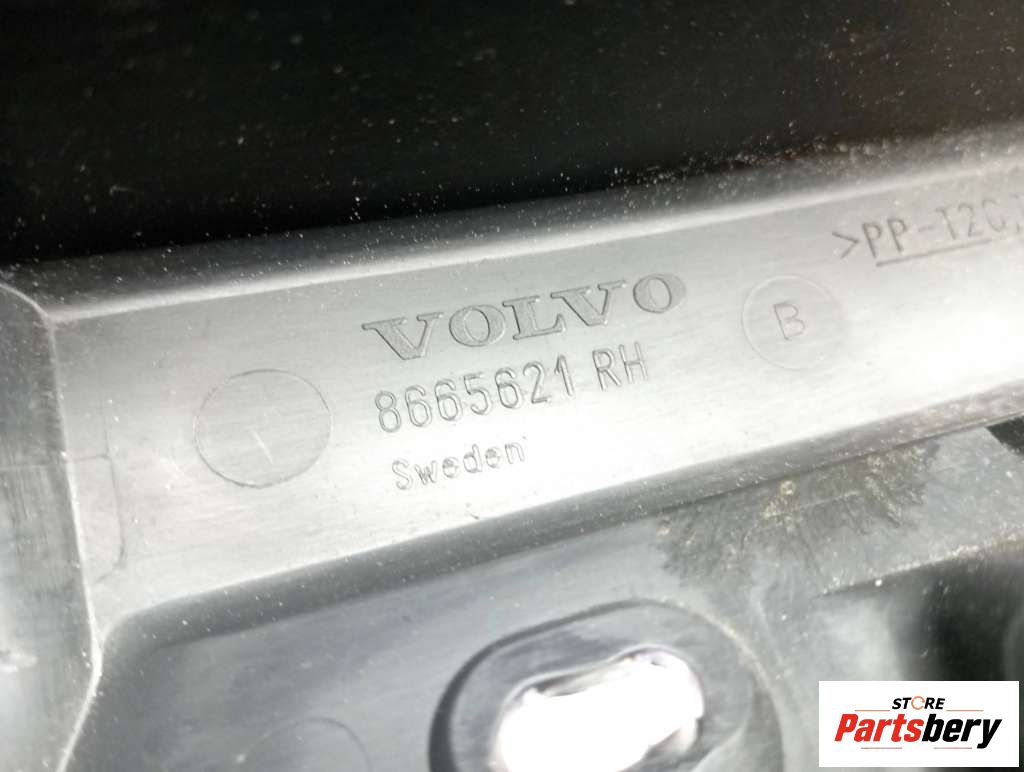 >PP-T20,
VOLVO
B
8665621 RH
Sweden
STORE
Partsbery